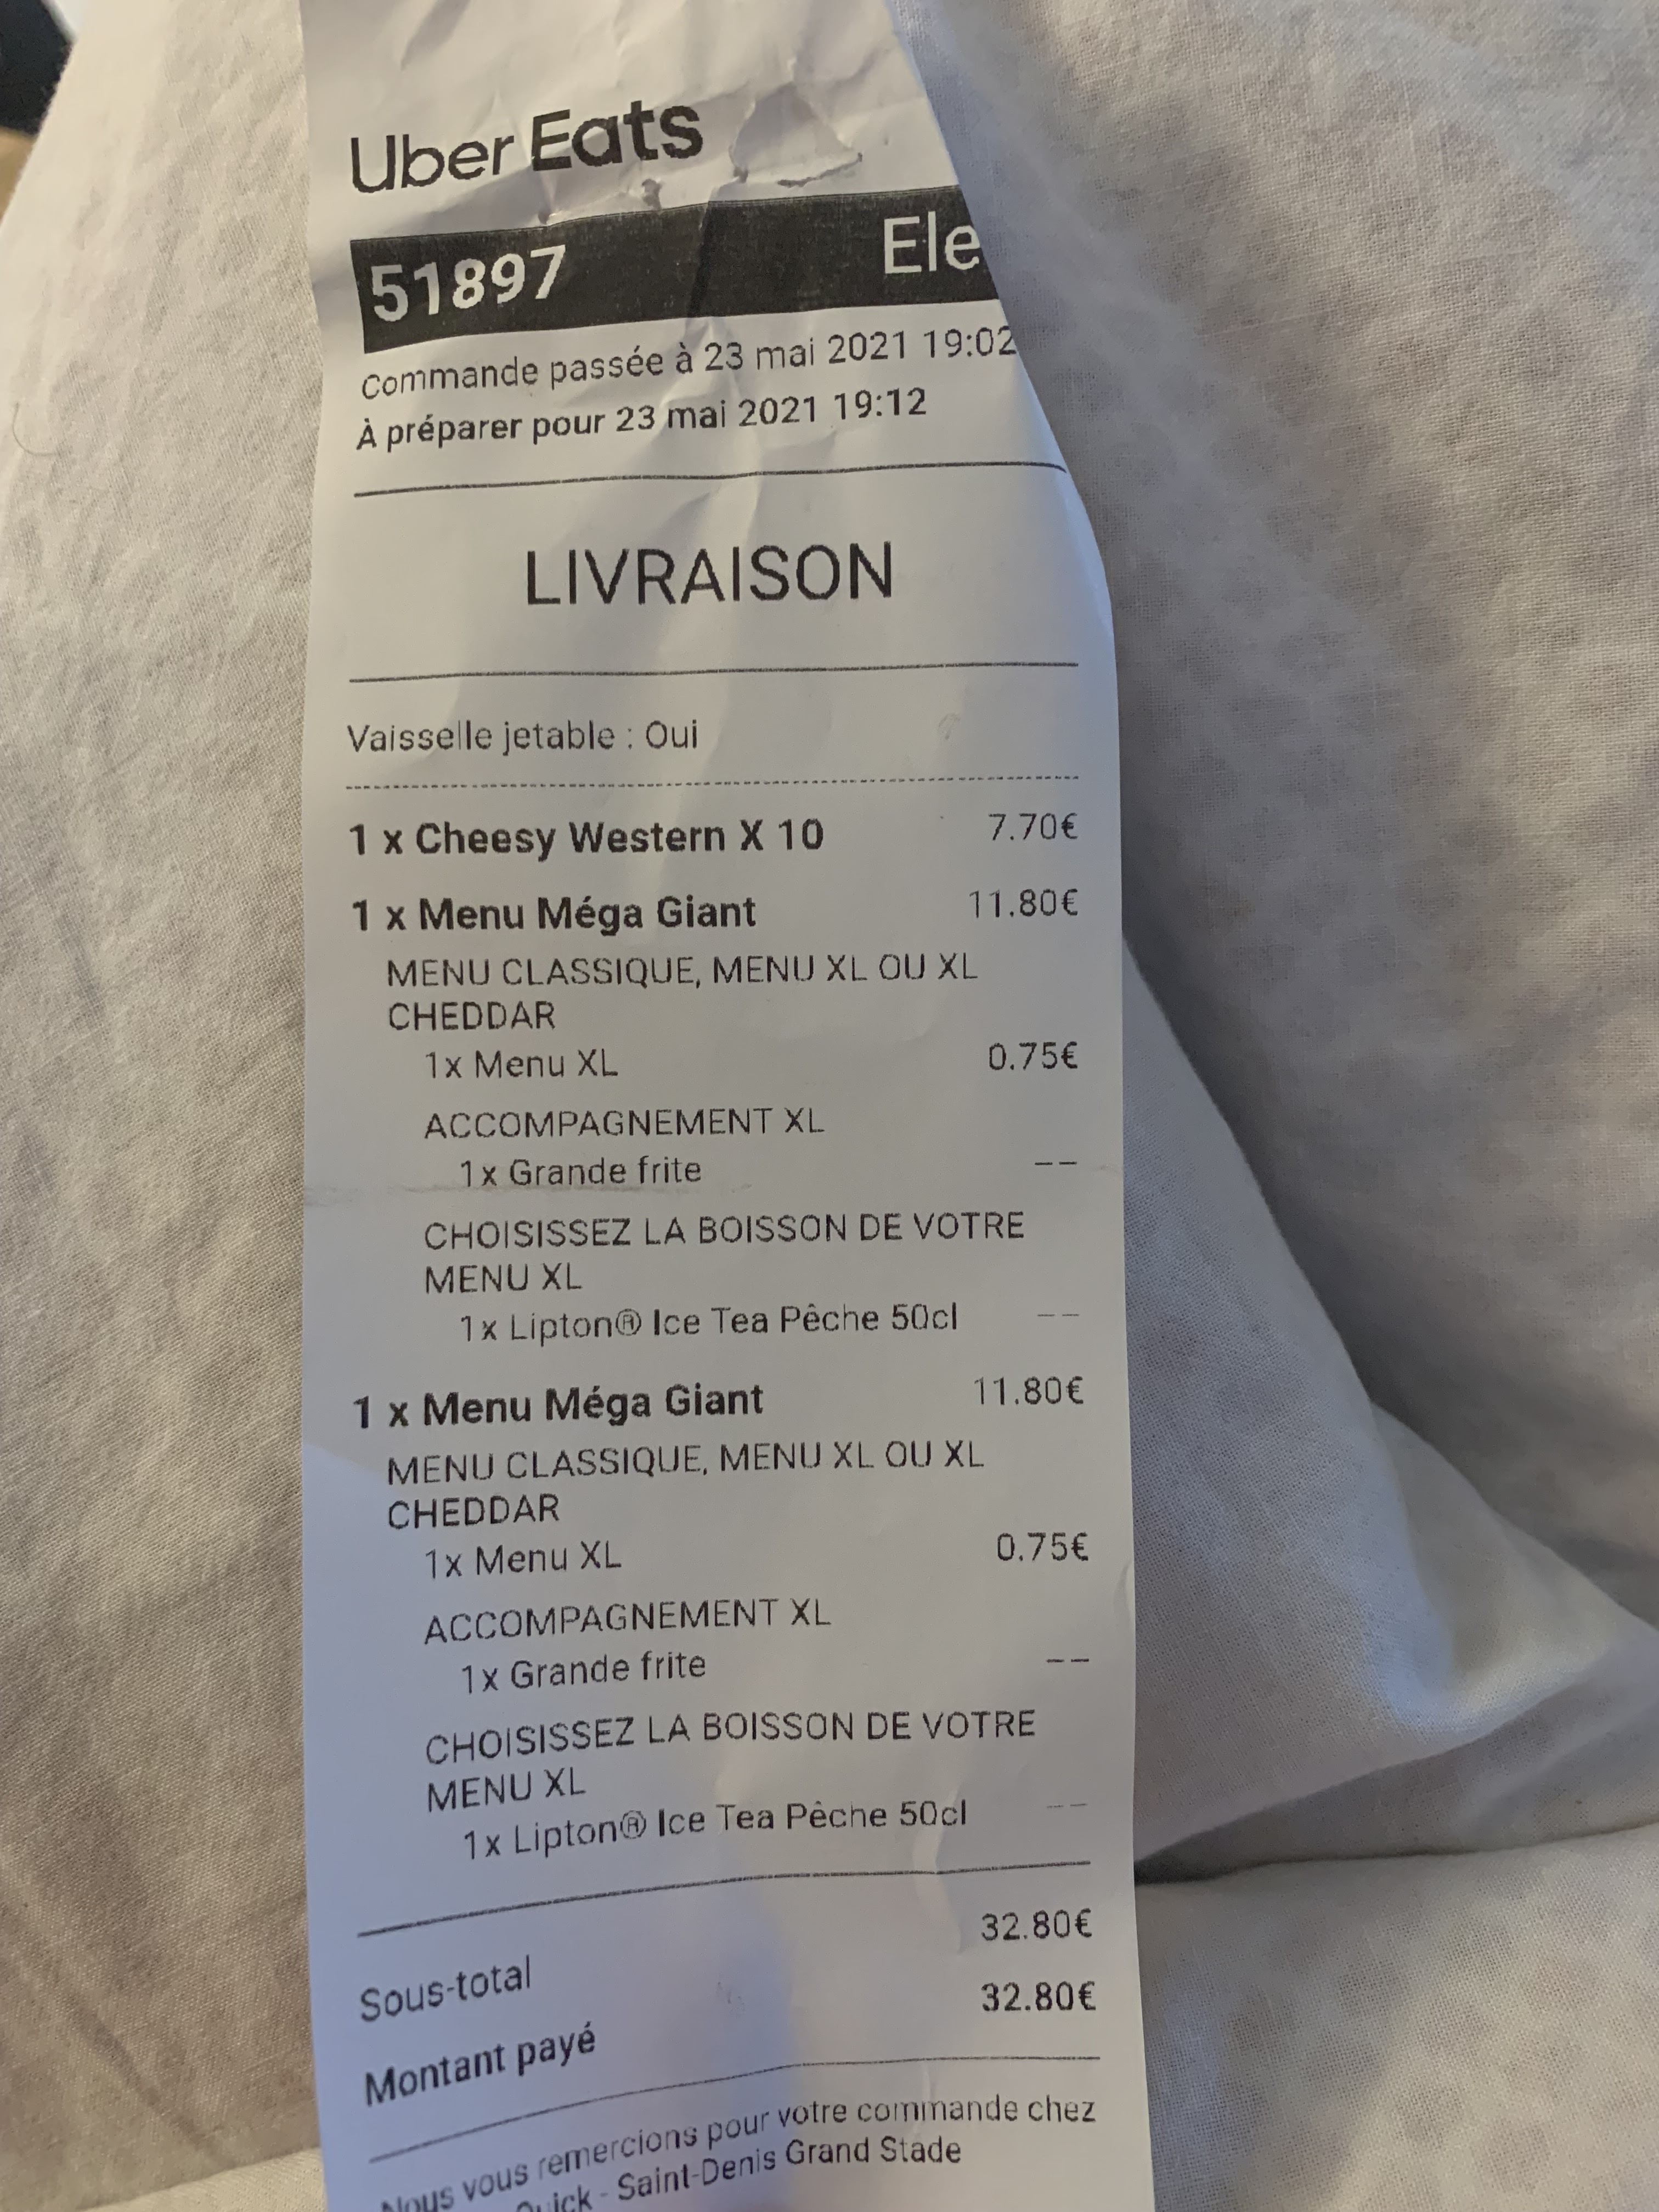 Uber Eats
51897 Ele
Commande passée à 23 mai 2021 19:02
À préparer pour 23 mai 2021 19:12
LIVRAISON
Vaisselle jetable : Oui
1 x Cheesy Western X 10 7.70€
1 x Menu Méga Giant 11.80€
MENU CLASSIQUE, MENU XL OU XL
CHEDDAR
1x Menu XL 0.75€
ACCOMPAGNEMENT XL
1x Grande frite --
CHOISISSEZ LA BOISSON DE VOTRE
MENU XL
1x Lipton® Ice Tea Pêche 50cl --
1 x Menu Méga Giant 11.80€
MENU CLASSIQUE, MENU XL OU XL
CHEDDAR
1x Menu XL 0.75€
ACCOMPAGNEMENT XL
1x Grande frite --
CHOISISSEZ LA BOISSON DE VOTRE
MENU XL
1x Lipton® Ice Tea Pêche 50cl --
Sous-total 32.80€
Montant payé 32.80€
Nous vous remercions pour votre commande chez
Quick - Saint-Denis Grand Stade